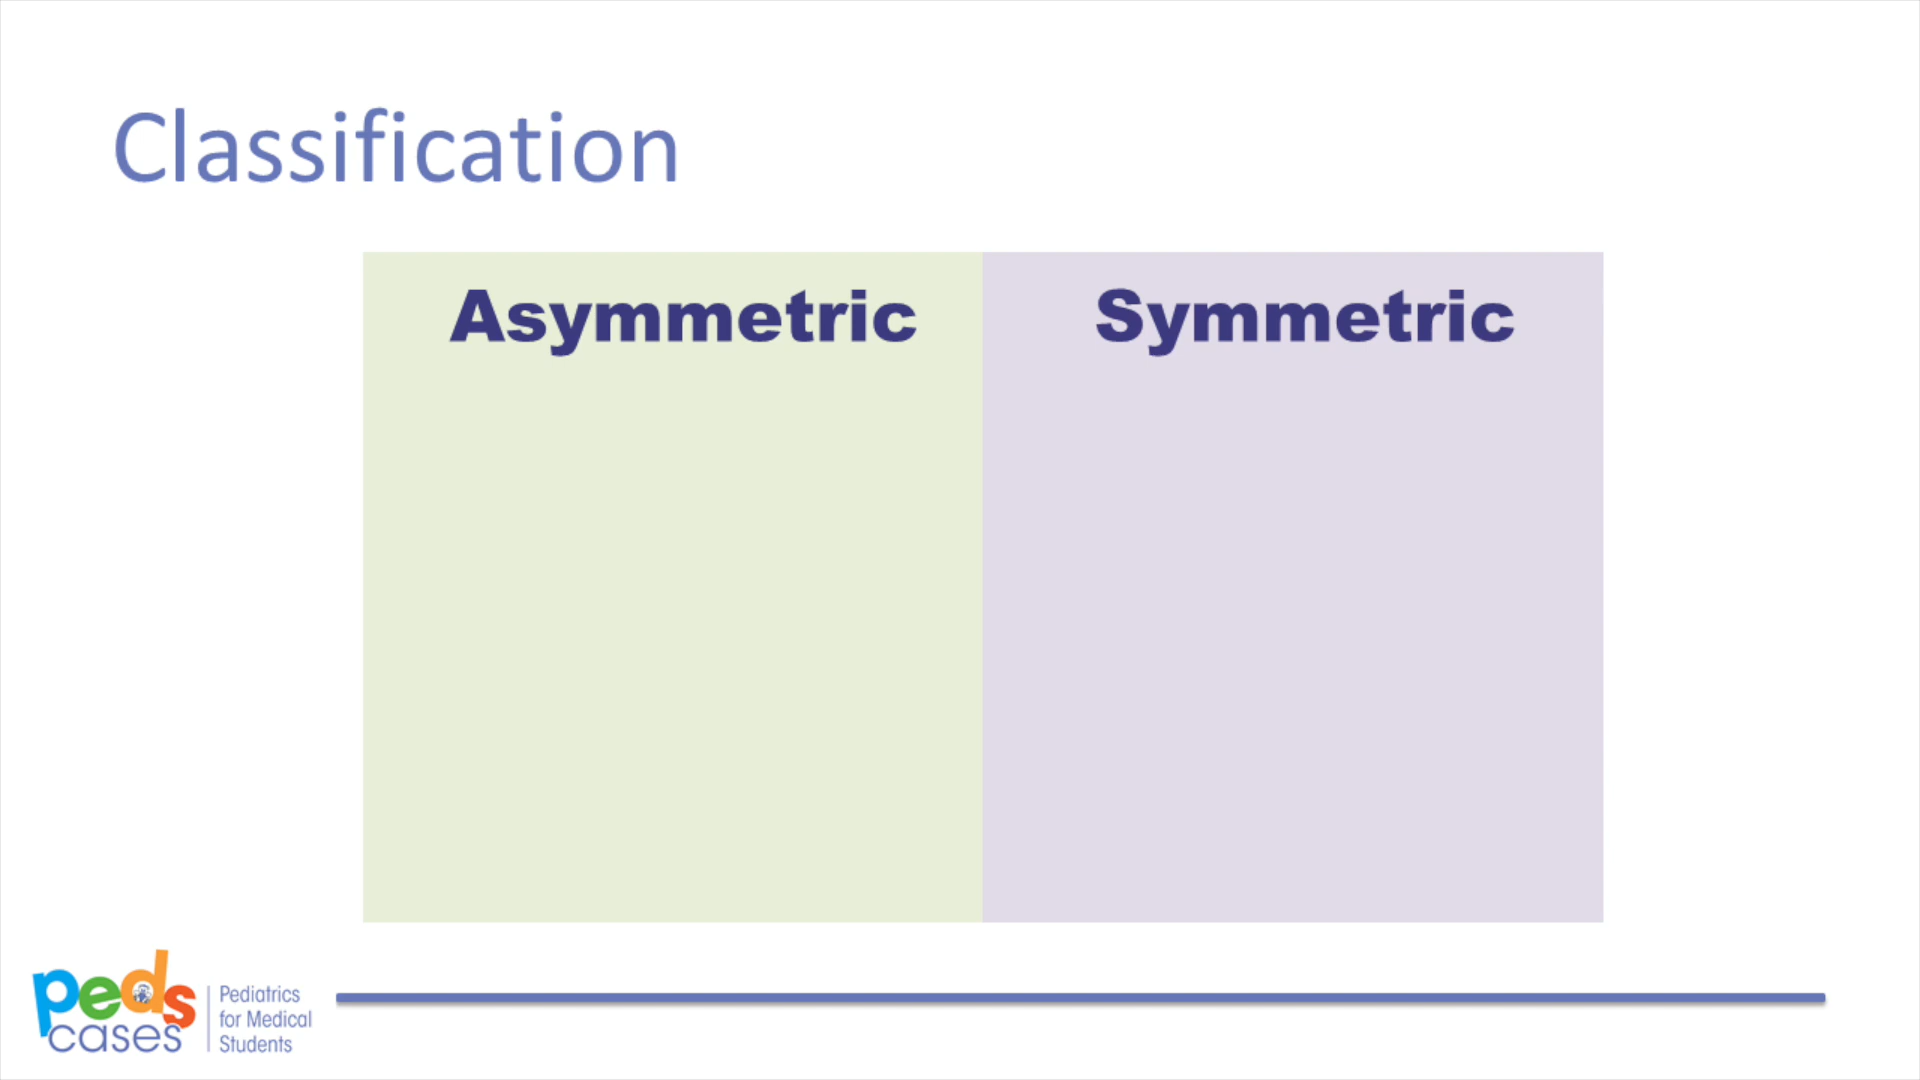 Classification
Asymmetric
Symmetric
peds
cases
Pediatrics
for Medical
Students